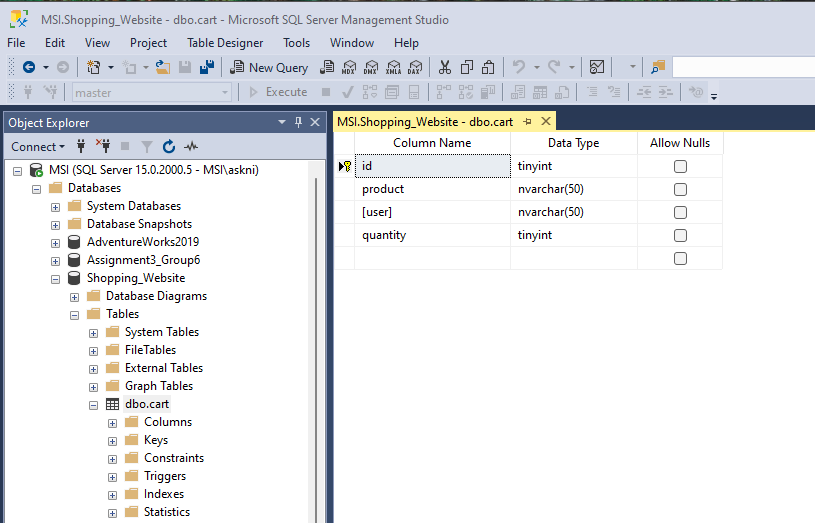 MSI.Shopping_Website - dbo.cart - Microsoft SQL Server Management Studio
File Edit View Project Table Designer Tools Window Help
New Query MDX DMX XMLA DAX
master Execute
Object Explorer
Connect
MSI (SQL Server 15.0.2000.5 - MSI\askni)
Databases
System Databases
Database Snapshots
AdventureWorks2019
Assignment3_Group6
Shopping_Website
Database Diagrams
Tables
System Tables
FileTables
External Tables
Graph Tables
dbo.cart
Columns
Keys
Constraints
Triggers
Indexes
Statistics
MSI.Shopping_Website - dbo.cart
Column Name Data Type Allow Nulls
id tinyint
product nvarchar(50)
[user] nvarchar(50)
quantity tinyint